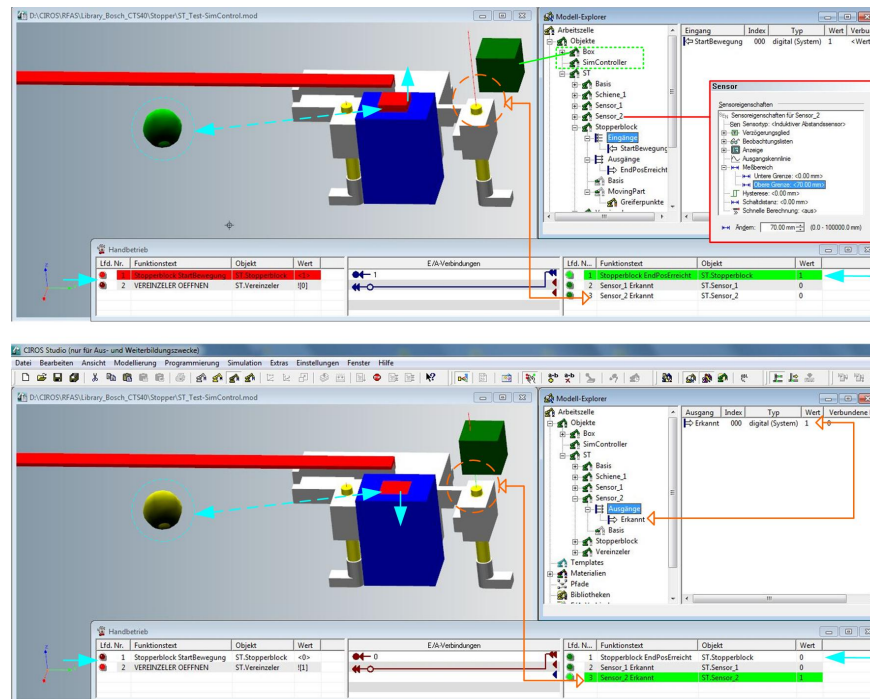 D:\CIROS\RFAS\Library_Bosch_CTS40\Stopper\ST_Test-SimControl.mod
Modell-Explorer
Arbeitszelle
Objekte
Box
SimController
ST
Basis
Schiene_1
Sensor_1
Sensor_2
Stopperblock
Eingänge
StartBewegung
Ausgänge
EndPosErreicht
Basis
MovingPart
Greiferpunkte
Eingang Index Typ Wert Verbu
StartBewegung 000 digital (System) 1 <Wert
Sensor
Sensoreigenschaften
Sensoreigenschaften für Sensor_2
Sensortyp: <Induktiver Abstandssensor>
Verzögerungsglied
Beobachtungslisten
Anzeige
Ausgangskennlinie
Meßbereich
Untere Grenze: <0.00 mm>
Obere Grenze: <70.00 mm>
Hysterese: <0.00 mm>
Schaltdistanz: <0.00 mm>
Schnelle Berechnung: <aus>
Ändern: 70.00 mm (0.0 - 100000.0 mm)
Handbetrieb
Lfd. Nr. Funktionstext Objekt Wert E/A-Verbindungen Lfd. N... Funktionstext Objekt Wert
1 Stopperblock StartBewegung ST.Stopperblock <1> 1 1 Stopperblock EndPosErreicht ST.Stopperblock 1
2 VEREINZELER OEFFNEN ST.Vereinzeler ![0] 2 Sensor_1 Erkannt ST.Sensor_1 0
3 Sensor_2 Erkannt ST.Sensor_2 0
CIROS Studio (nur für Aus- und Weiterbildungszwecke)
Datei Bearbeiten Ansicht Modellierung Programmierung Simulation Extras Einstellungen Fenster Hilfe
D:\CIROS\RFAS\Library_Bosch_CTS40\Stopper\ST_Test-SimControl.mod
Modell-Explorer
Arbeitszelle
Objekte
Box
SimController
ST
Basis
Schiene_1
Sensor_1
Sensor_2
Ausgänge
Erkannt
Basis
Stopperblock
Vereinzeler
Templates
Materialien
Pfade
Bibliotheken
Ausgang Index Typ Wert Verbundene
Erkannt 000 digital (System) 1 0
Handbetrieb
Lfd. Nr. Funktionstext Objekt Wert E/A-Verbindungen Lfd. N... Funktionstext Objekt Wert
1 Stopperblock StartBewegung ST.Stopperblock <0> 0 1 Stopperblock EndPosErreicht ST.Stopperblock 0
2 VEREINZELER OEFFNEN ST.Vereinzeler ![1] 2 Sensor_1 Erkannt ST.Sensor_1 0
3 Sensor_2 Erkannt ST.Sensor_2 1